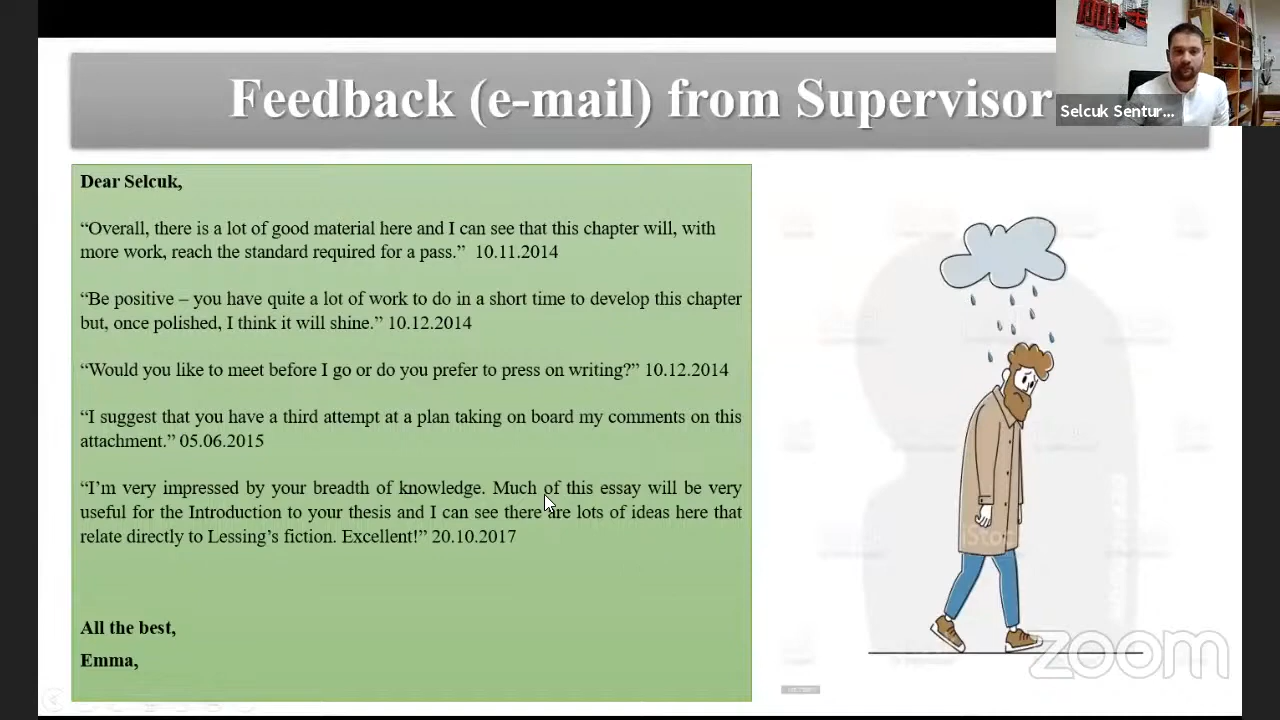 Feedback (e-mail) from Supervisor
Selcuk Sentur...
Dear Selcuk,
“Overall, there is a lot of good material here and I can see that this chapter will, with
more work, reach the standard required for a pass.” 10.11.2014
“Be positive – you have quite a lot of work to do in a short time to develop this chapter
but, once polished, I think it will shine.” 10.12.2014
“Would you like to meet before I go or do you prefer to press on writing?” 10.12.2014
“I suggest that you have a third attempt at a plan taking on board my comments on this
attachment.” 05.06.2015
“I’m very impressed by your breadth of knowledge. Much of this essay will be very
useful for the Introduction to your thesis and I can see there are lots of ideas here that
relate directly to Lessing’s fiction. Excellent!” 20.10.2017
All the best,
Emma,
iStock
zoom